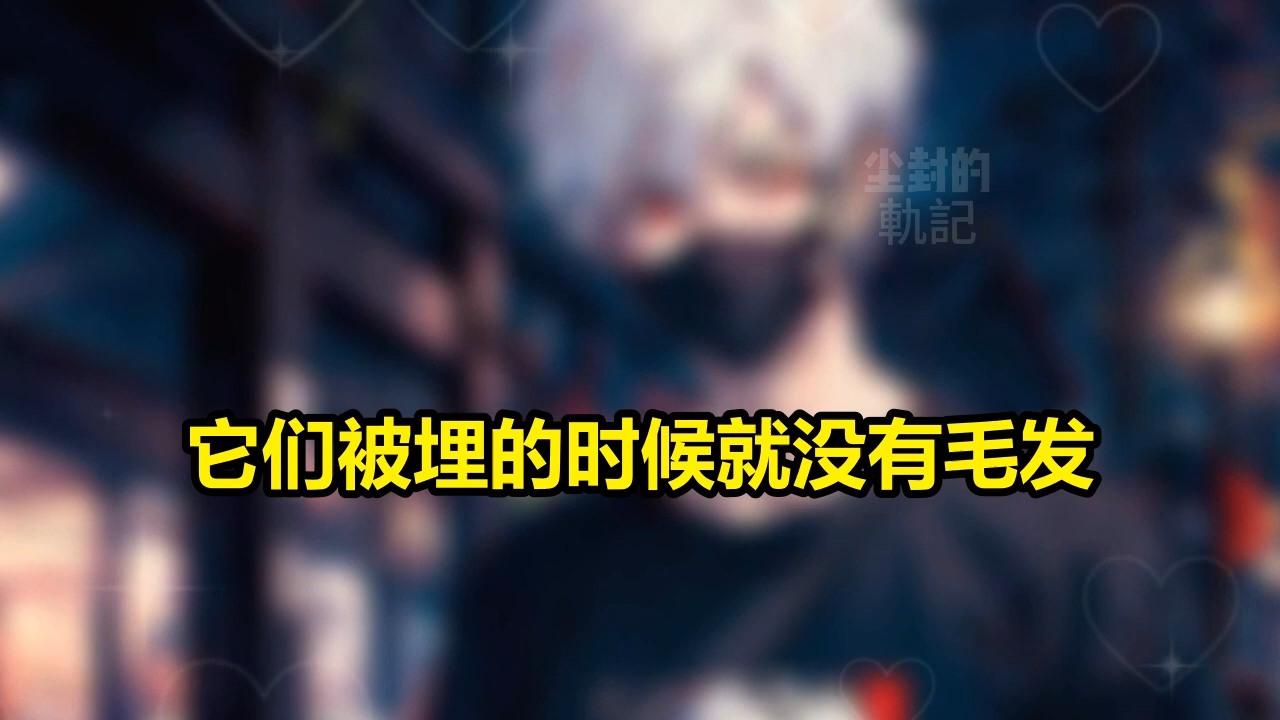 尘封的
軌記
它们被埋的时候就没有毛发